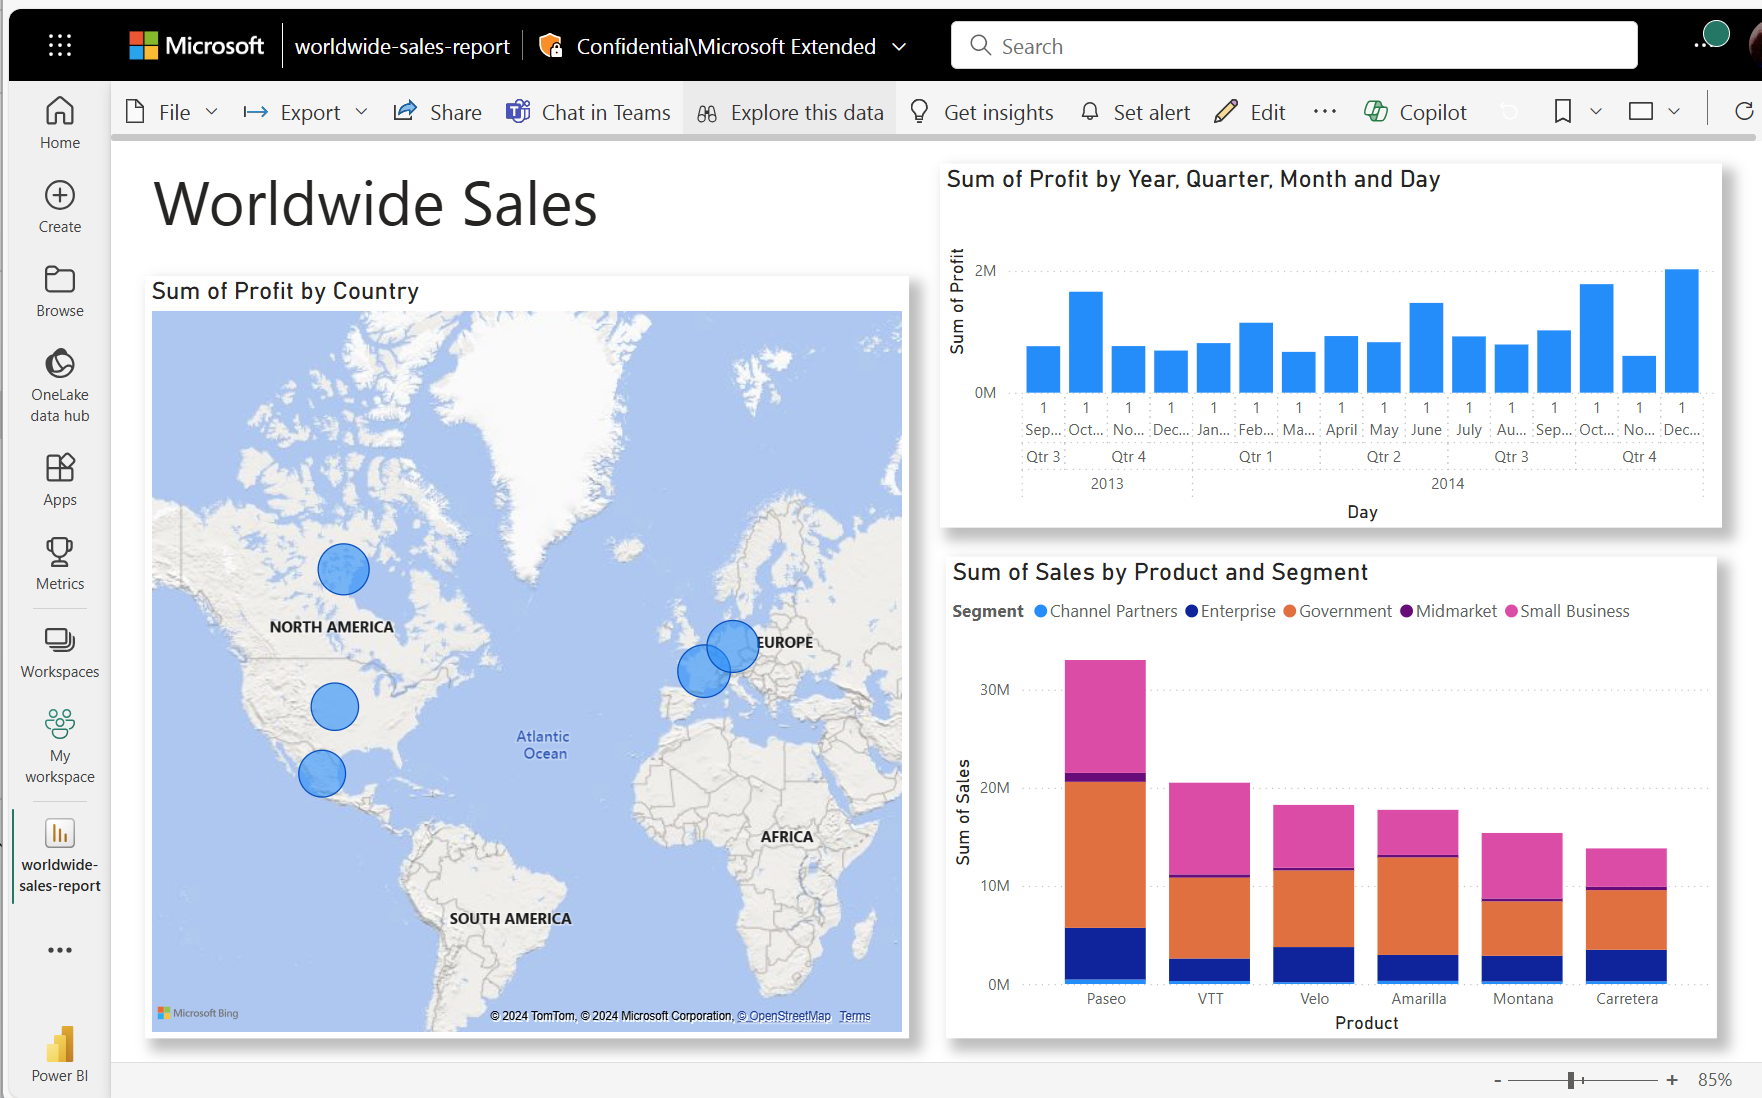 Microsoft worldwide-sales-report Confidential\Microsoft Extended Search
File Export Share Chat in Teams Explore this data Get insights Set alert Edit Copilot
Home
Create
Browse
OneLake
data hub
Apps
Metrics
Workspaces
My
workspace
worldwide-
sales-report
Power BI
Worldwide Sales
Sum of Profit by Country
NORTH AMERICA
EUROPE
Atlantic
Ocean
AFRICA
SOUTH AMERICA
Microsoft Bing
© 2024 TomTom, © 2024 Microsoft Corporation, © OpenStreetMap Terms
Sum of Profit by Year, Quarter, Month and Day
Sum of Profit
2M
0M
1 1 1 1 1 1 1 1 1 1 1 1 1 1 1 1
Sep... Oct... No... Dec... Jan... Feb... Ma... April May June July Au... Sep... Oct... No... Dec...
Qtr 3 Qtr 4 Qtr 1 Qtr 2 Qtr 3 Qtr 4
2013 2014
Day
Sum of Sales by Product and Segment
Segment Channel Partners Enterprise Government Midmarket Small Business
Sum of Sales
30M
20M
10M
0M
Paseo VTT Velo Amarilla Montana Carretera
Product
- + 85%